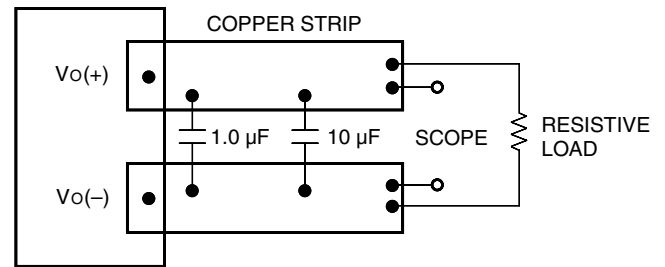 COPPER STRIP
VO(+)
1.0 µF
10 µF
SCOPE
RESISTIVE
LOAD
VO(–)